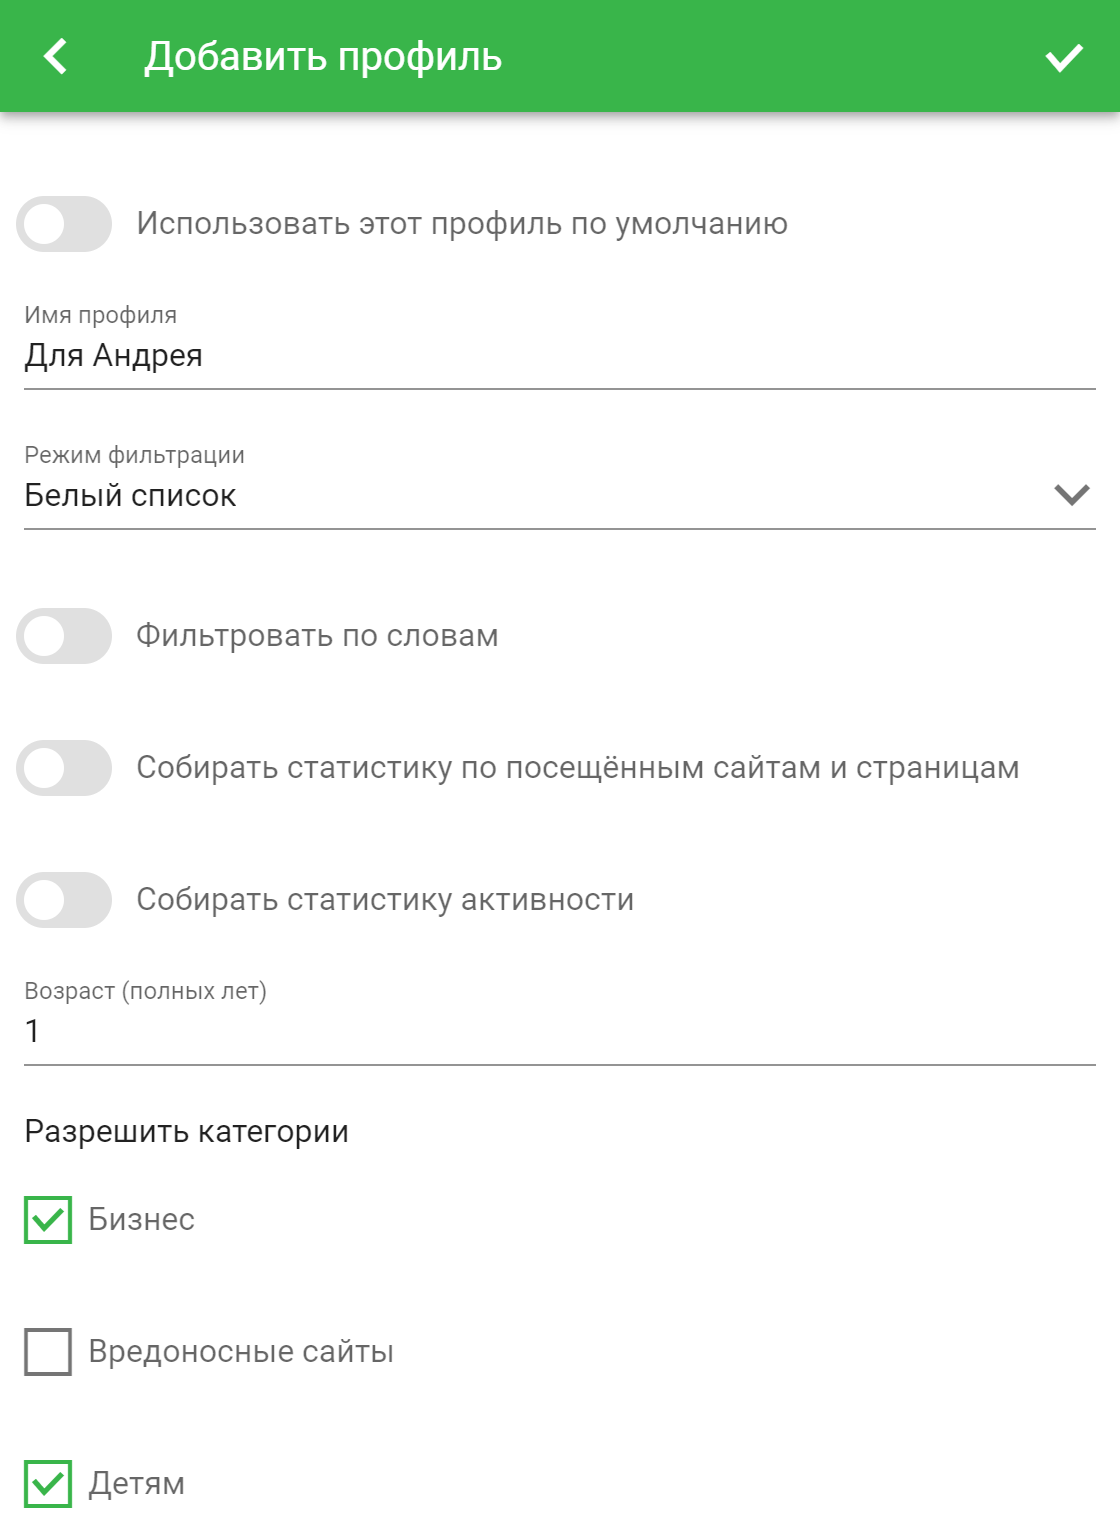 Добавить профиль
Использовать этот профиль по умолчанию
Имя профиля
Для Андрея
Режим фильтрации
Белый список
Фильтровать по словам
Собирать статистику по посещённым сайтам и страницам
Собирать статистику активности
Возраст (полных лет)
1
Разрешить категории
Бизнес
Вредоносные сайты
Детям